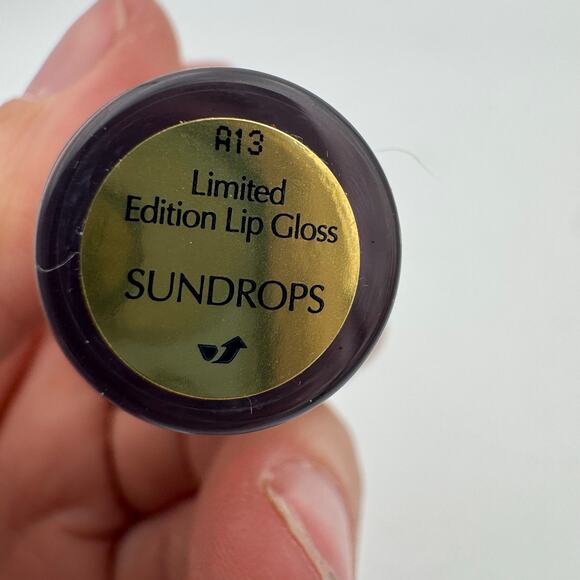 A13
Limited
Edition Lip Gloss
SUNDROPS